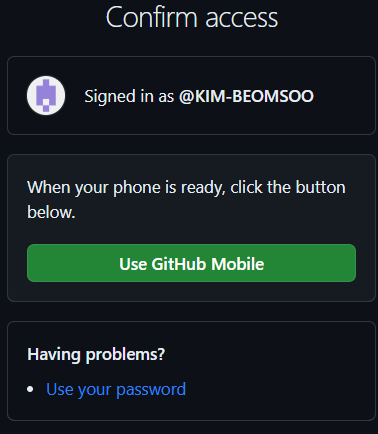 Confirm access
Signed in as @KIM-BEOMSOO
When your phone is ready, click the button
below.
Use GitHub Mobile
Having problems?
• Use your password